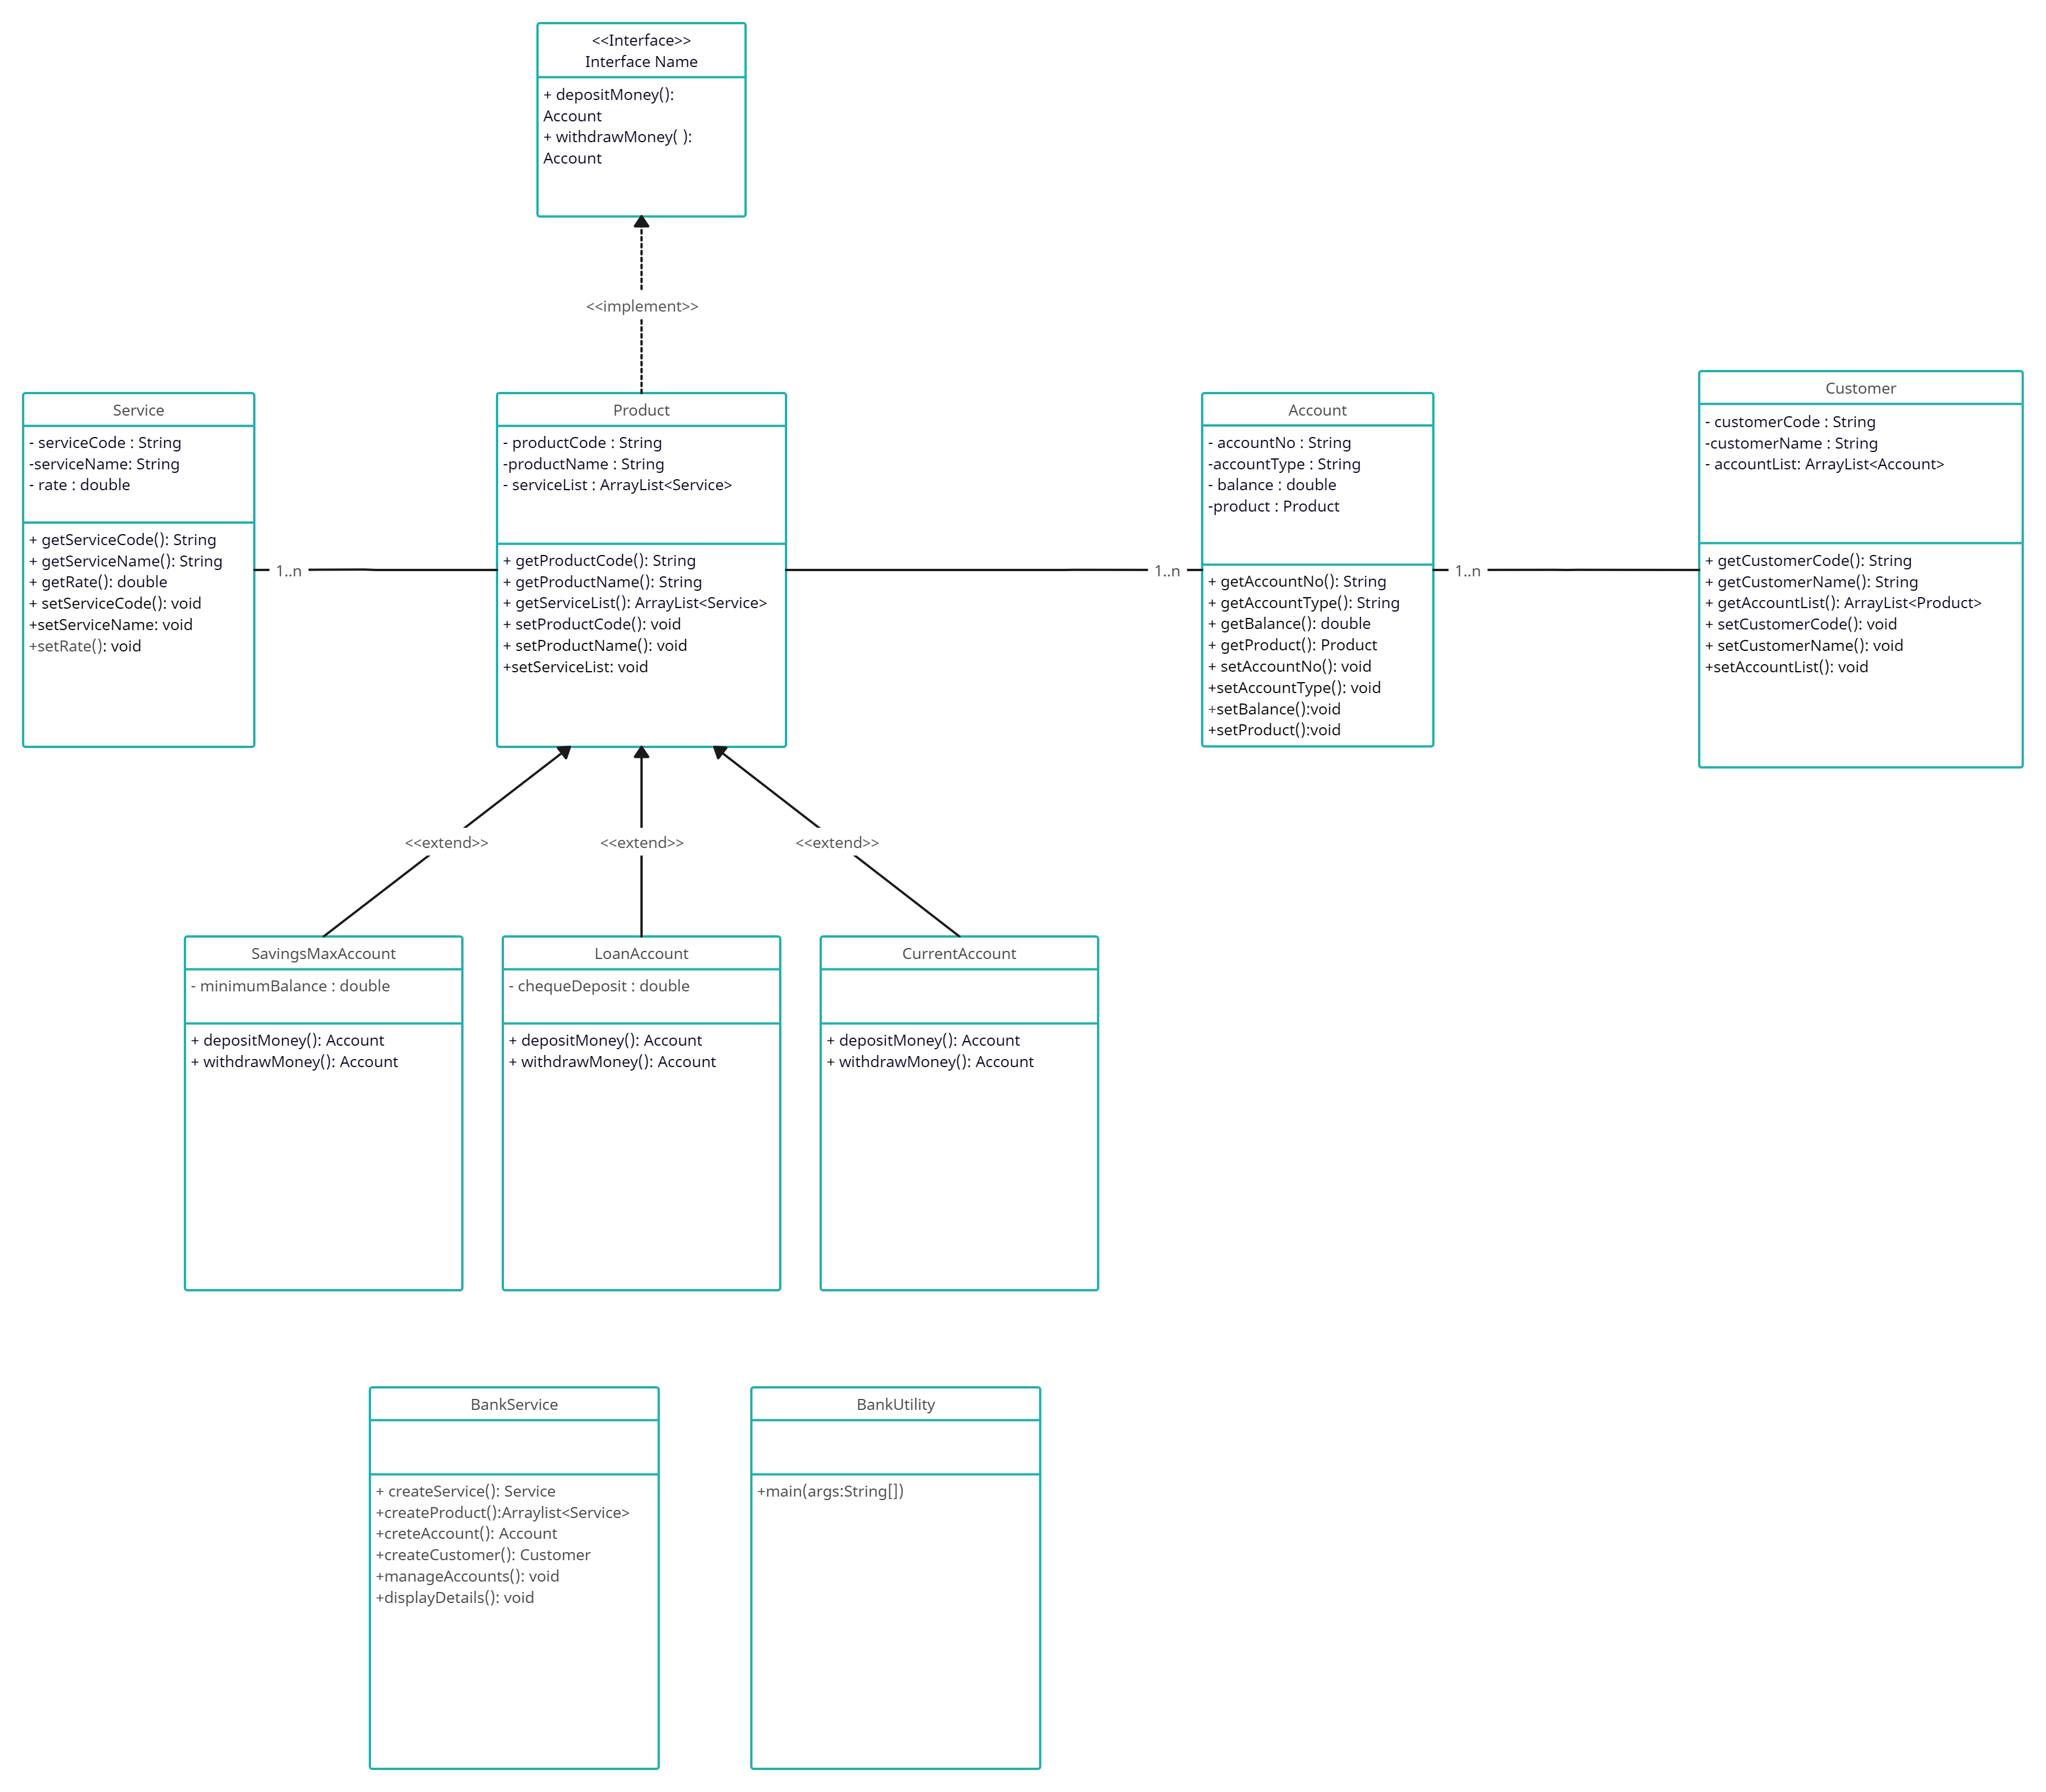 <<Interface>>
Interface Name
+ depositMoney():
Account
+ withdrawMoney( ):
Account
<<implement>>
Service
- serviceCode : String
-serviceName: String
- rate : double
+ getServiceCode(): String
+ getServiceName(): String
+ getRate(): double
+ setServiceCode(): void
+setServiceName: void
+setRate(): void
1..n
Product
- productCode : String
-productName : String
- serviceList : ArrayList<Service>
+ getProductCode(): String
+ getProductName(): String
+ getServiceList(): ArrayList<Service>
+ setProductCode(): void
+ setProductName(): void
+setServiceList: void
1..n
Account
- accountNo : String
-accountType : String
- balance : double
-product : Product
+ getAccountNo(): String
+ getAccountType(): String
+ getBalance(): double
+ getProduct(): Product
+ setAccountNo(): void
+setAccountType(): void
+setBalance():void
+setProduct():void
1..n
Customer
- customerCode : String
-customerName : String
- accountList: ArrayList<Account>
+ getCustomerCode(): String
+ getCustomerName(): String
+ getAccountList(): ArrayList<Product>
+ setCustomerCode(): void
+ setCustomerName(): void
+setAccountList(): void
<<extend>>
<<extend>>
<<extend>>
SavingsMaxAccount
- minimumBalance : double
+ depositMoney(): Account
+ withdrawMoney(): Account
LoanAccount
- chequeDeposit : double
+ depositMoney(): Account
+ withdrawMoney(): Account
CurrentAccount
+ depositMoney(): Account
+ withdrawMoney(): Account
BankService
+ createService(): Service
+createProduct():Arraylist<Service>
+creteAccount(): Account
+createCustomer(): Customer
+manageAccounts(): void
+displayDetails(): void
BankUtility
+main(args:String[])